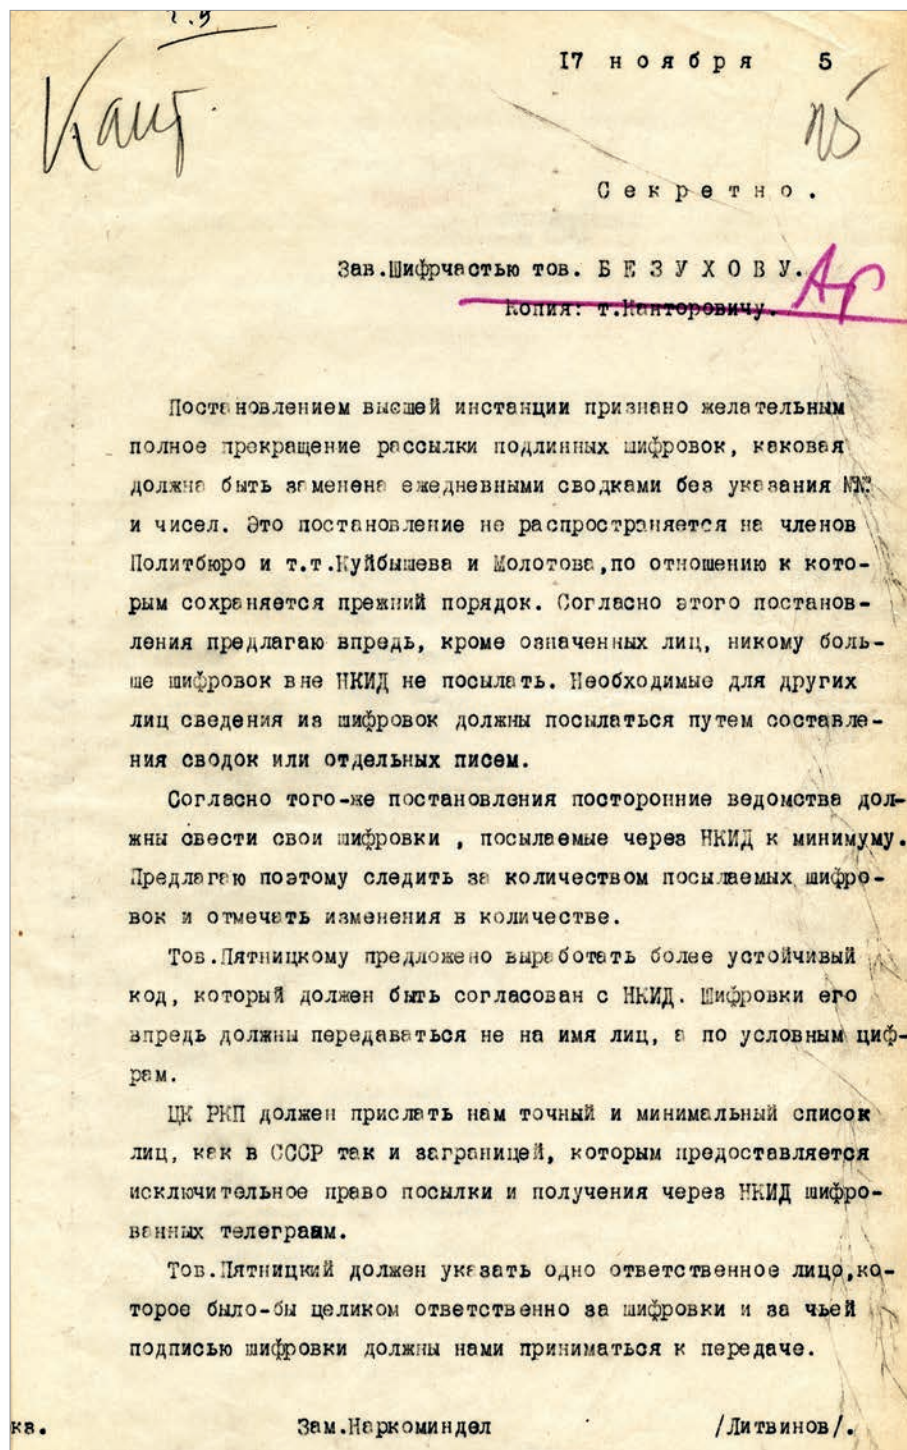 17 ноября 5
Кант.
Секретно.
Зав.Шифрчастью тов. БЕЗУХОВУ.
Ар
Копия: т.Канторовичу.
Постановлением высшей инстанции признано желательным
полное прекращение рассылки подлинных шифровок, каковая
должна быть заменена ежедневными сводками без указания №№
и чисел. Это постановление не распространяется на членов
Политбюро и т.т.Куйбышева и Молотова,по отношению к кото-
рым сохраняется прежний порядок. Согласно этого постанов-
ления предлагаю впредь, кроме означенных лиц, никому боль-
ше шифровок вне НКИД не посылать. Необходимые для других
лиц сведения из шифровок должны посылаться путем составле-
ния сводок или отдельных писем.
Согласно того-же постановления посторонние ведомства дол-
жны свести свои шифровки , посылаемые через НКИД к минимуму.
Предлагаю поэтому следить за количеством посылаемых шифро-
вок и отмечать изменения в количестве.
Тов.Пятницкому предложено выработать более устойчивый
код, который должен быть согласован с НКИД. Шифровки его
впредь должны передаваться не на имя лиц, а по условным циф-
рам.
ЦК РКП должен прислать нам точный и минимальный список
лиц, как в СССР так и заграницей, которым предоставляется
исключительное право посылки и получения через НКИД шифро-
ванных телеграмм.
Тов.Пятницкий должен указать одно ответственное лицо,ко-
торое было-бы целиком ответственно за шифровки и за чьей
подписью шифровки должны нами приниматься к передаче.
кв. Зам.Наркоминдел /Литвинов/.